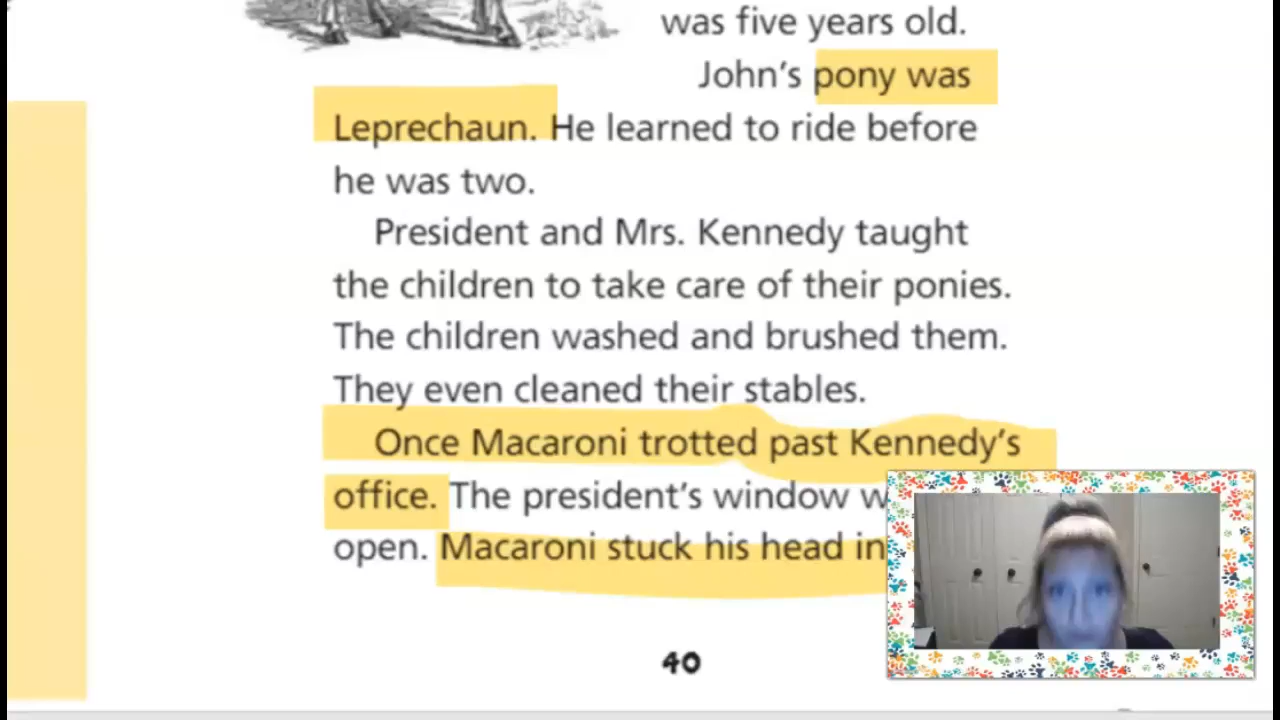 was five years old.
John's pony was
Leprechaun. He learned to ride before
he was two.
President and Mrs. Kennedy taught
the children to take care of their ponies.
The children washed and brushed them.
They even cleaned their stables.
Once Macaroni trotted past Kennedy's
office. The president's window
open. Macaroni stuck his head in
40